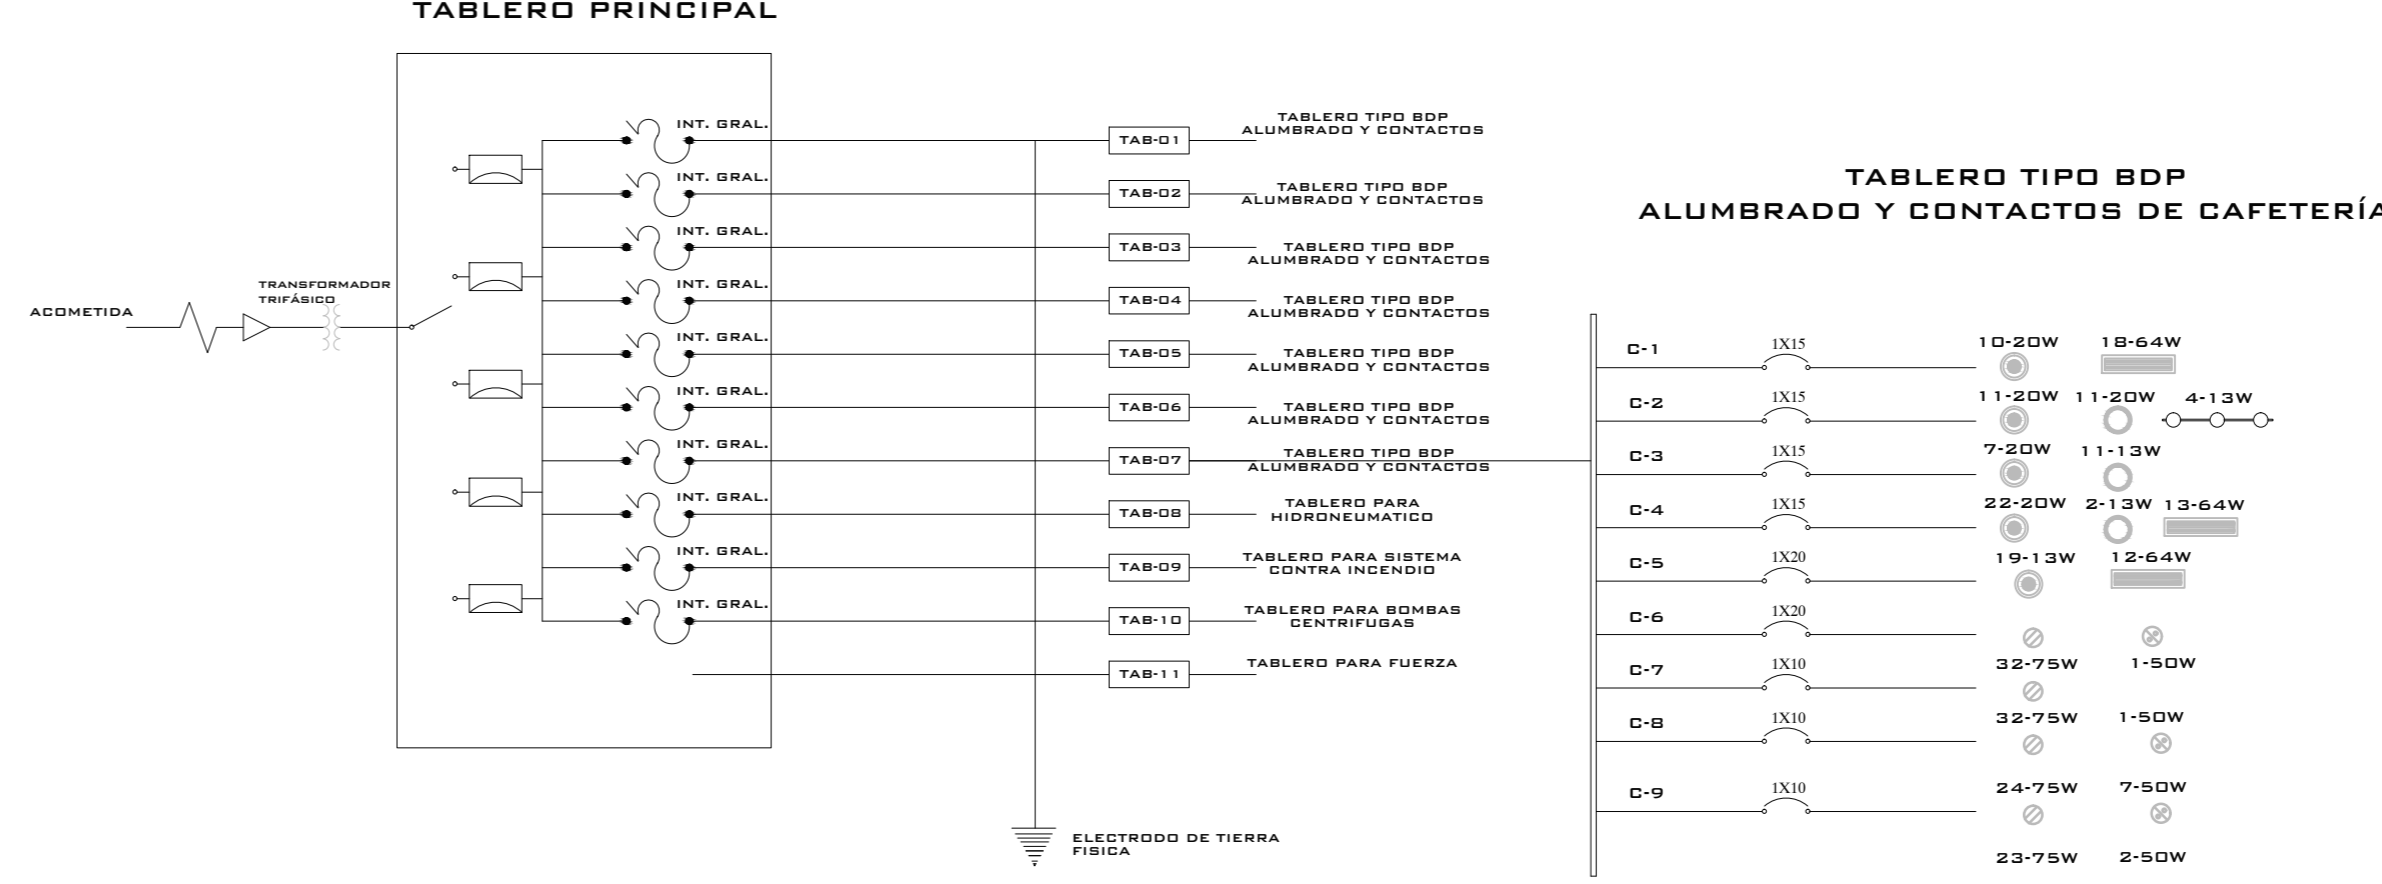 TABLERO PRINCIPAL
INT. GRAL.
TAB-01
TABLERO TIPO BDP
ALUMBRADO Y CONTACTOS
INT. GRAL.
TAB-02
TABLERO TIPO BDP
ALUMBRADO Y CONTACTOS
INT. GRAL.
TAB-03
TABLERO TIPO BDP
ALUMBRADO Y CONTACTOS
INT. GRAL.
TAB-04
TABLERO TIPO BDP
ALUMBRADO Y CONTACTOS
TRANSFORMADOR
TRIFÁSICO
ACOMETIDA
INT. GRAL.
TAB-05
TABLERO TIPO BDP
ALUMBRADO Y CONTACTOS
INT. GRAL.
TAB-06
TABLERO TIPO BDP
ALUMBRADO Y CONTACTOS
INT. GRAL.
TAB-07
TABLERO TIPO BDP
ALUMBRADO Y CONTACTOS
INT. GRAL.
TAB-08
TABLERO PARA
HIDRONEUMATICO
INT. GRAL.
TAB-09
TABLERO PARA SISTEMA
CONTRA INCENDIO
INT. GRAL.
TAB-10
TABLERO PARA BOMBAS
CENTRIFUGAS
TAB-11
TABLERO PARA FUERZA
ELECTRODO DE TIERRA
FISICA
TABLERO TIPO BDP
ALUMBRADO Y CONTACTOS DE CAFETERÍA
C-1 1X15 10-20W 18-64W
C-2 1X15 11-20W 11-20W 4-13W
C-3 1X15 7-20W 11-13W
C-4 1X15 22-20W 2-13W 13-64W
C-5 1X20 19-13W 12-64W
C-6 1X20
32-75W 1-50W
C-7 1X10
32-75W 1-50W
C-8 1X10
24-75W 7-50W
C-9 1X10
23-75W 2-50W